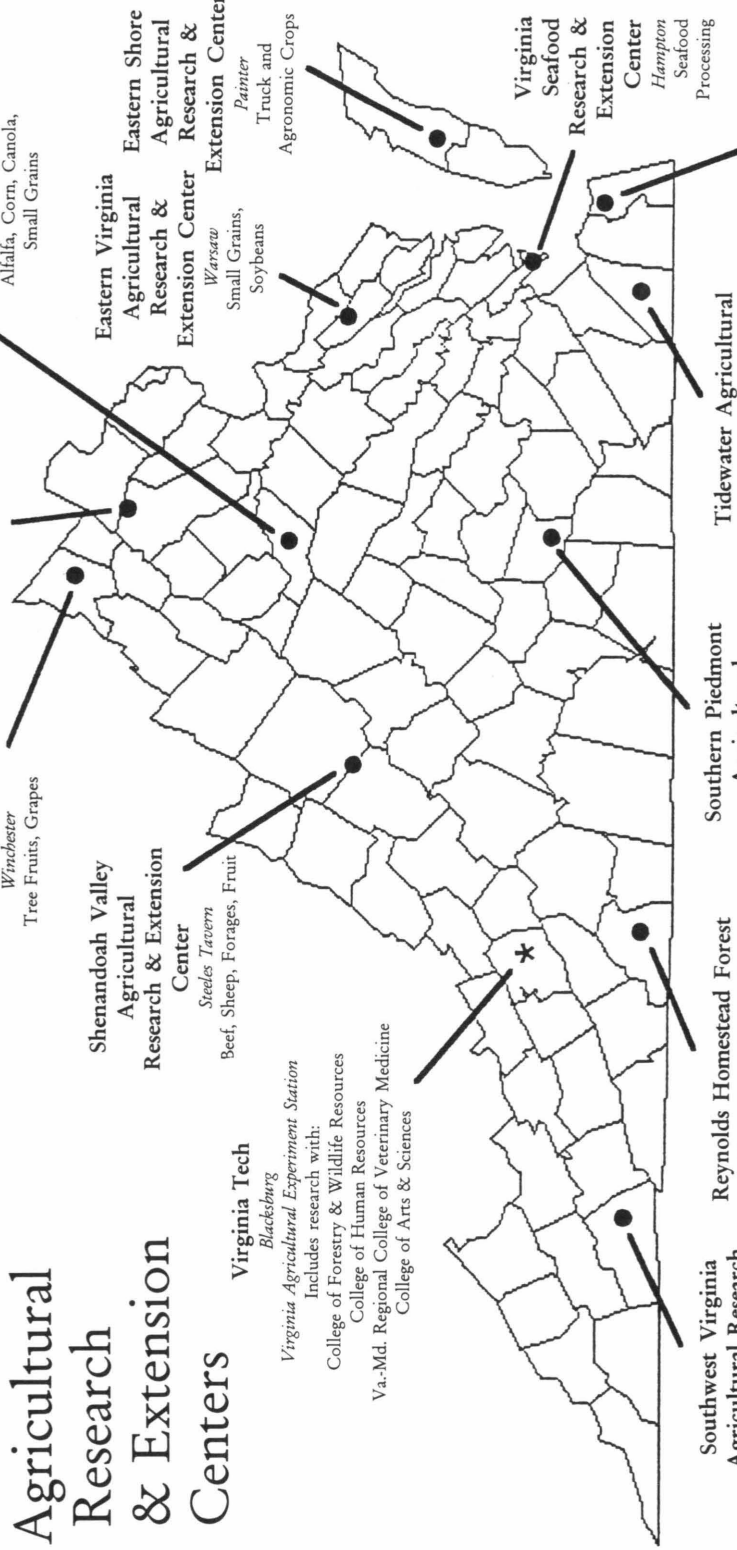 Agricultural
Research
& Extension
Centers
Winchester
Tree Fruits, Grapes
Alfalfa, Corn, Canola,
Small Grains
Shenandoah Valley
Agricultural
Research & Extension
Center
Steeles Tavern
Beef, Sheep, Forages, Fruit
Eastern Virginia
Agricultural
Research &
Extension Center
Warsaw
Small Grains,
Soybeans
Eastern Shore
Agricultural
Research &
Extension Center
Painter
Truck and
Agronomic Crops
Virginia Tech
Blacksburg
Virginia Agricultural Experiment Station
Includes research with:
College of Forestry & Wildlife Resources
College of Human Resources
Va.-Md. Regional College of Veterinary Medicine
College of Arts & Sciences
*
Virginia
Seafood
Research &
Extension
Center
Hampton
Seafood
Processing
Southwest Virginia
Agricultural Research
Reynolds Homestead Forest
Southern Piedmont
Agricultural
Tidewater Agricultural